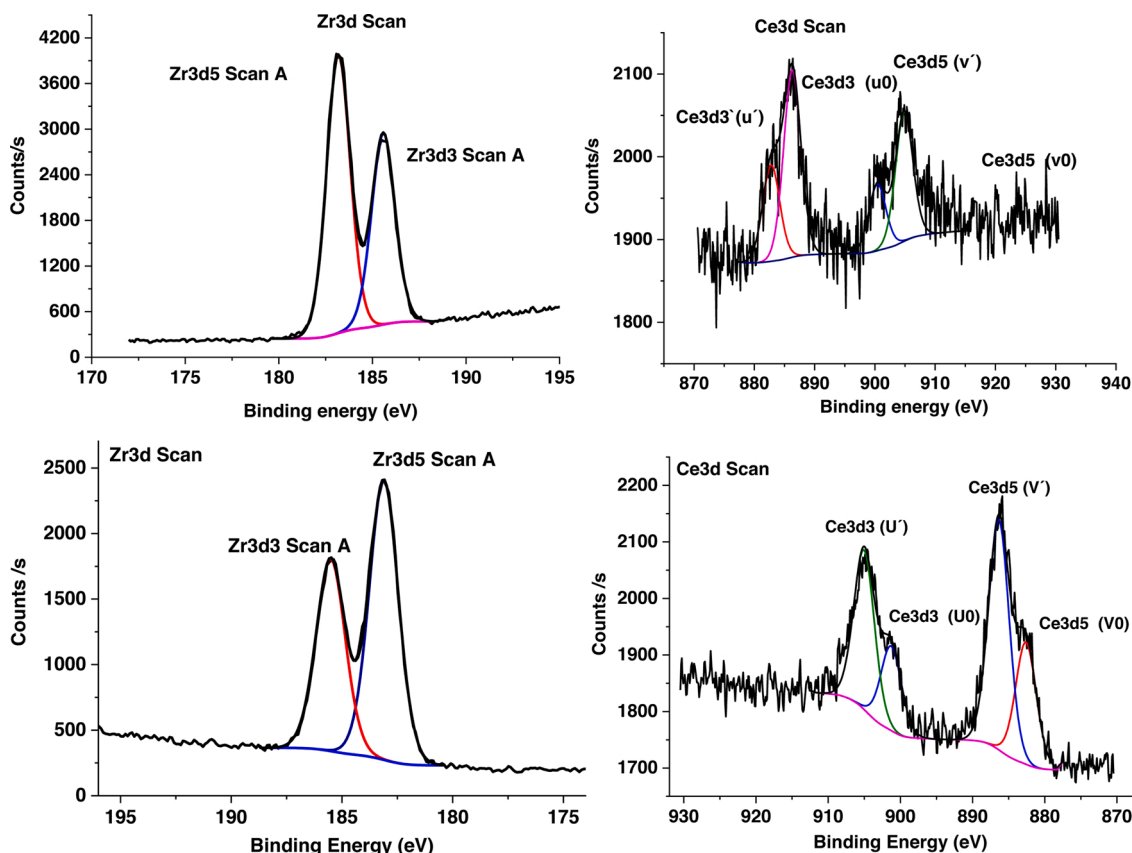 Zr3d Scan
Zr3d5 Scan A
Zr3d3 Scan A
Counts/s
4200
3600
3000
2400
1800
1200
600
0
170
175
180
185
190
195
Binding energy (eV)
Ce3d Scan
Ce3d5 (v´)
Ce3d3 (u0)
Ce3d3`(u´)
Ce3d5 (v0)
Counts/s
2100
2000
1900
1800
870
880
890
900
910
920
930
940
Binding energy (eV)
Zr3d Scan
Zr3d5 Scan A
Zr3d3 Scan A
Counts /s
2500
2000
1500
1000
500
0
195
190
185
180
175
Binding Energy (eV)
Ce3d Scan
Ce3d5 (V´)
Ce3d3 (U´)
Ce3d3 (U0)
Ce3d5 (V0)
Counts /s
2200
2100
2000
1900
1800
1700
930
920
910
900
890
880
870
Binding Energy (eV)